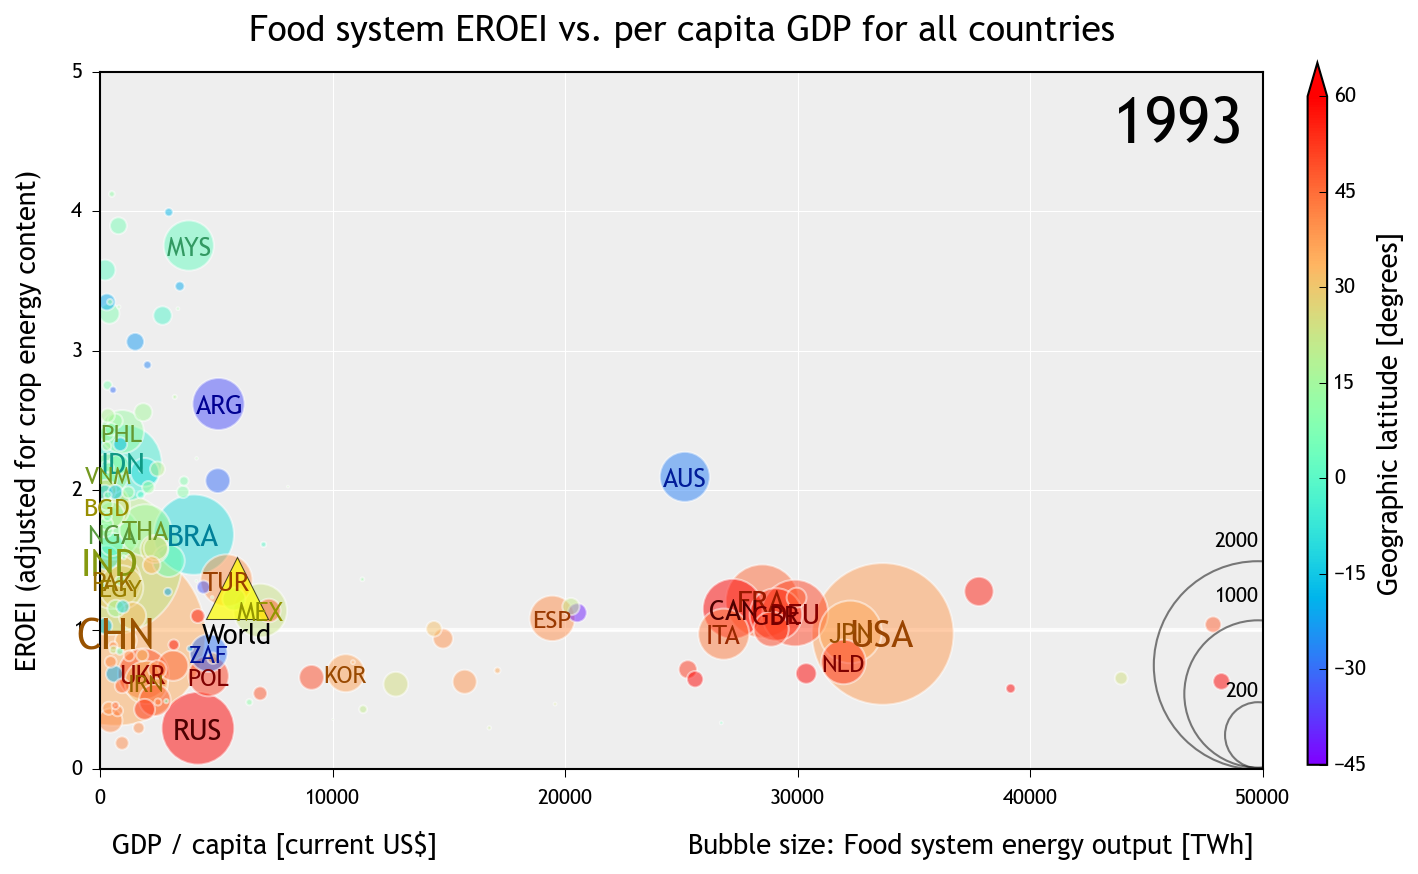 Food system EROEI vs. per capita GDP for all countries
1993
EROEI (adjusted for crop energy content)
5
4
3
2
1
0
MYS
ARG
PHL
IDN
VNM
AUS
BGD
NGA
THA
BRA
IND
PAK
EGY
TUR
MEX
World
CHN
ESP
CAN
FRA
GBR
DEU
ITA
JPN
USA
ZAF
UKR
IRN
POL
KOR
NLD
RUS
2000
1000
200
0
10000
20000
30000
40000
50000
GDP / capita [current US$]
Bubble size: Food system energy output [TWh]
60
45
30
15
0
−15
−30
−45
Geographic latitude [degrees]